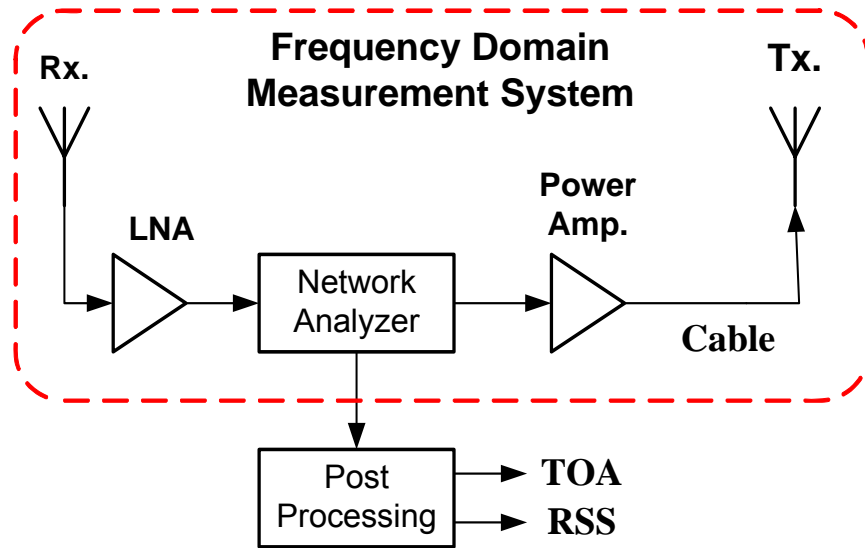 Frequency Domain
Measurement System
Rx.
Tx.
LNA
Network
Analyzer
Power
Amp.
Cable
Post
Processing
TOA
RSS